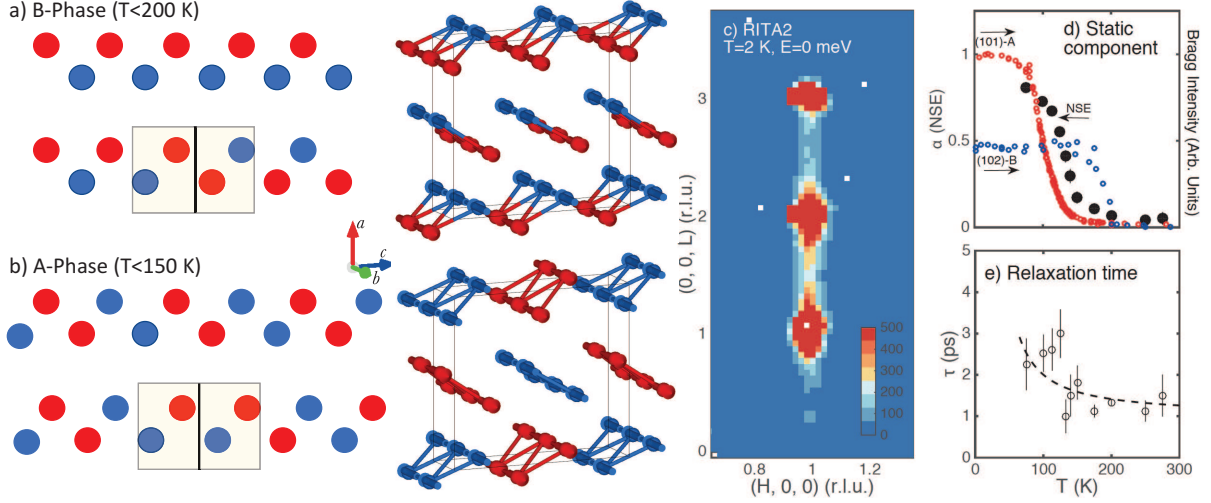 a) B-Phase (T<200 K)
a
c
b
b) A-Phase (T<150 K)
c) RITA2
T=2 K, E=0 meV
(0, 0, L) (r.l.u.)
3
2
1
0
500
400
300
200
100
0
0.8
1
1.2
(H, 0, 0) (r.l.u.)
d) Static
component
(101)-A
NSE
(102)-B
α (NSE)
1
0.5
0
Bragg Intensity (Arb. Units)
e) Relaxation time
τ (ps)
5
4
3
2
1
0
0
100
200
300
T (K)